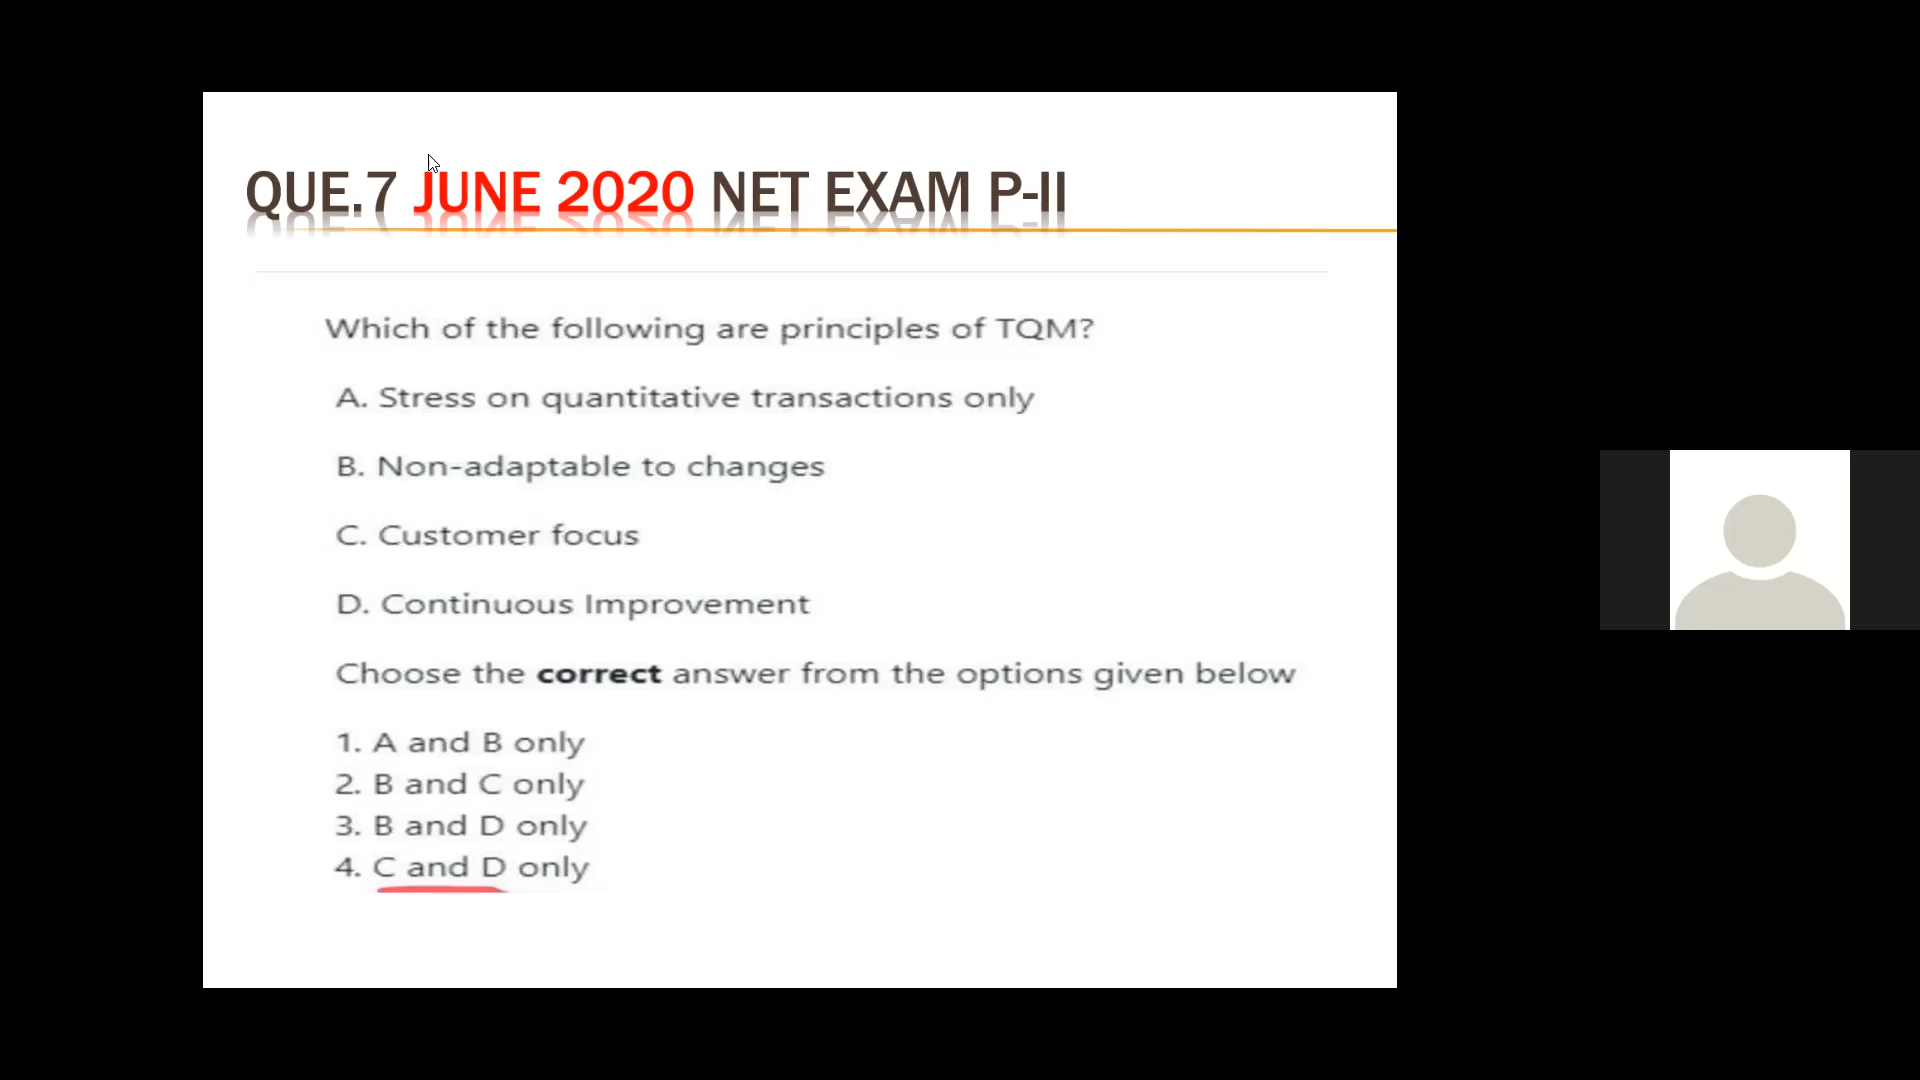 QUE.7 JUNE 2020 NET EXAM P-II
Which of the following are principles of TQM?
A. Stress on quantitative transactions only
B. Non-adaptable to changes
C. Customer focus
D. Continuous Improvement
Choose the correct answer from the options given below
1. A and B only
2. B and C only
3. B and D only
4. C and D only